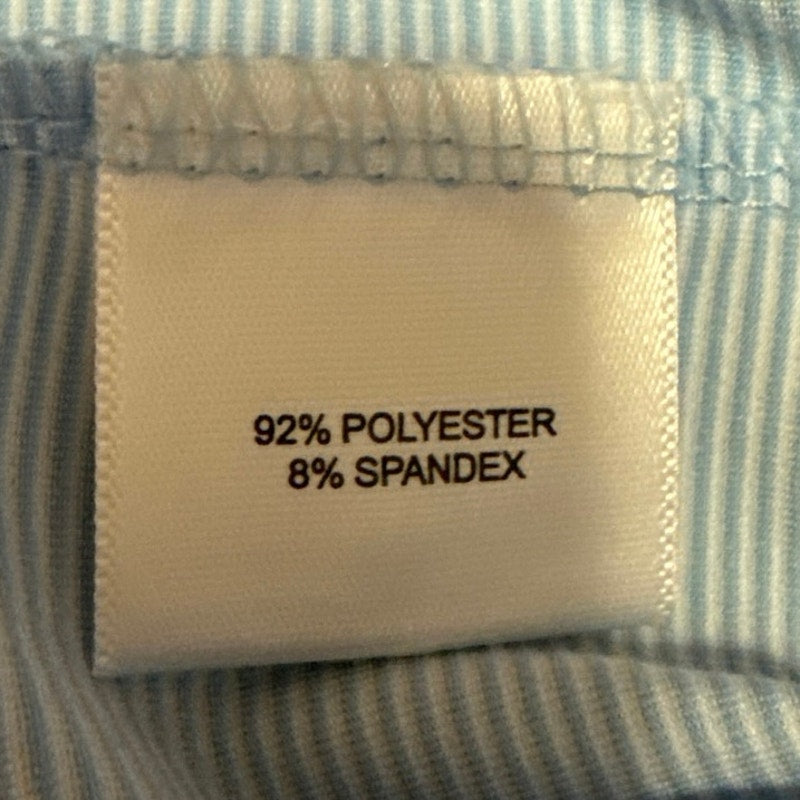 92% POLYESTER
8% SPANDEX